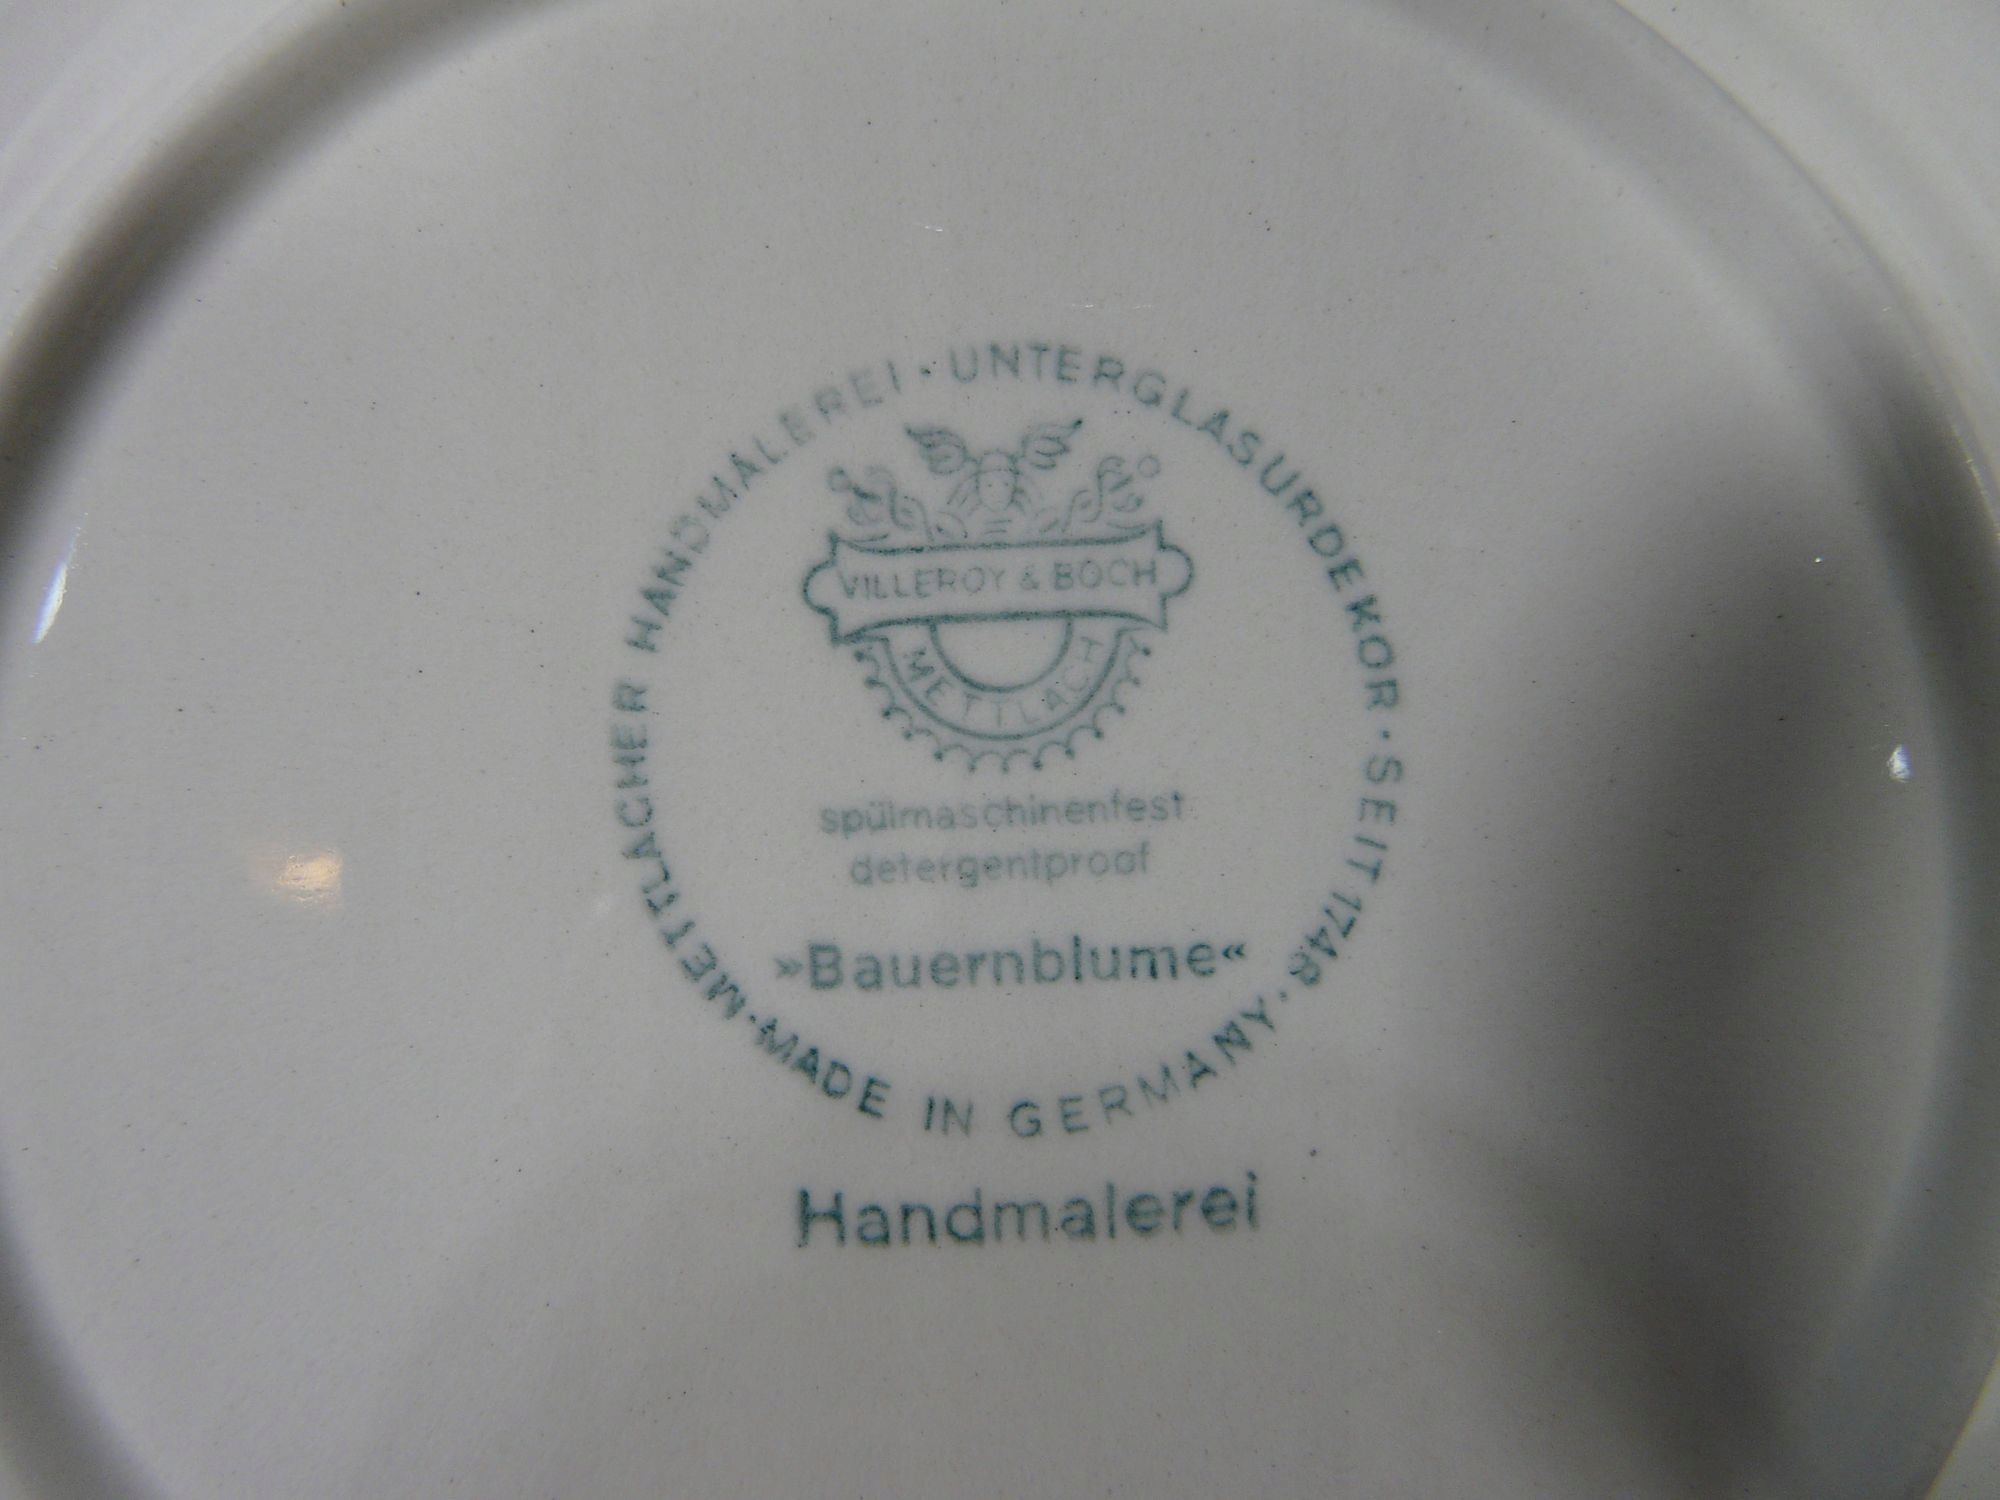 METTLACHER HANDMALEREI · UNTERGLASURDEKOR · SEIT 1748 · MADE IN GERMANY ·
VILLEROY & BOCH
METTLACH
spülmaschinenfest
detergentproof
»Bauernblume«
Handmalerei